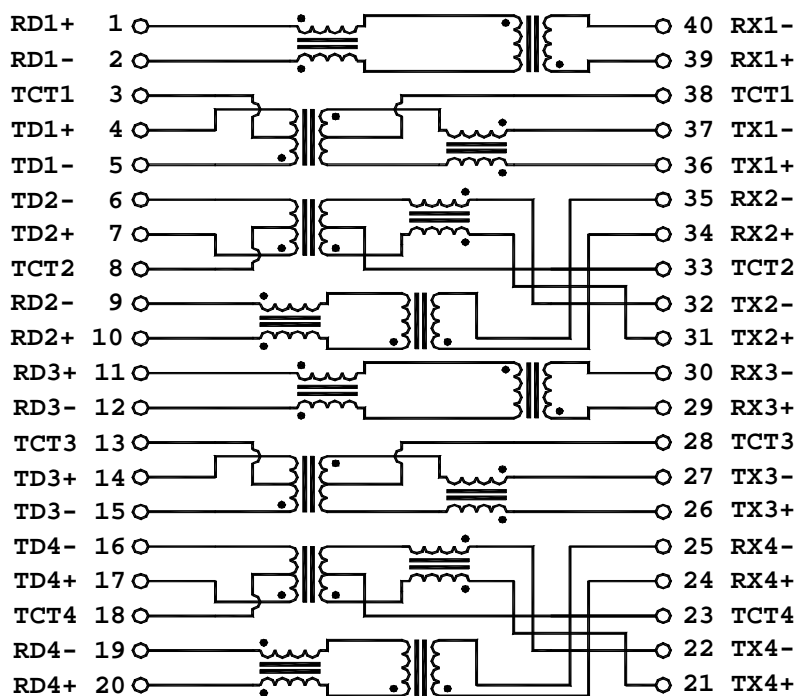 RD1+ 1 40 RX1-
RD1- 2 39 RX1+
TCT1 3 38 TCT1
TD1+ 4 37 TX1-
TD1- 5 36 TX1+
TD2- 6 35 RX2-
TD2+ 7 34 RX2+
TCT2 8 33 TCT2
RD2- 9 32 TX2-
RD2+ 10 31 TX2+
RD3+ 11 30 RX3-
RD3- 12 29 RX3+
TCT3 13 28 TCT3
TD3+ 14 27 TX3-
TD3- 15 26 TX3+
TD4- 16 25 RX4-
TD4+ 17 24 RX4+
TCT4 18 23 TCT4
RD4- 19 22 TX4-
RD4+ 20 21 TX4+